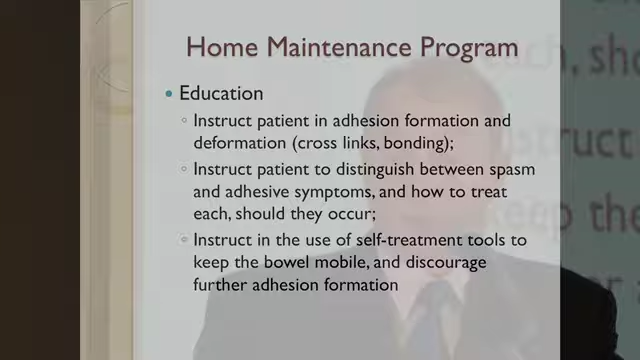 Home Maintenance Program
Education
Instruct patient in adhesion formation and
deformation (cross links, bonding);
Instruct patient to distinguish between spasm
and adhesive symptoms, and how to treat
each, should they occur;
Instruct in the use of self-treatment tools to
keep the bowel mobile, and discourage
further adhesion formation